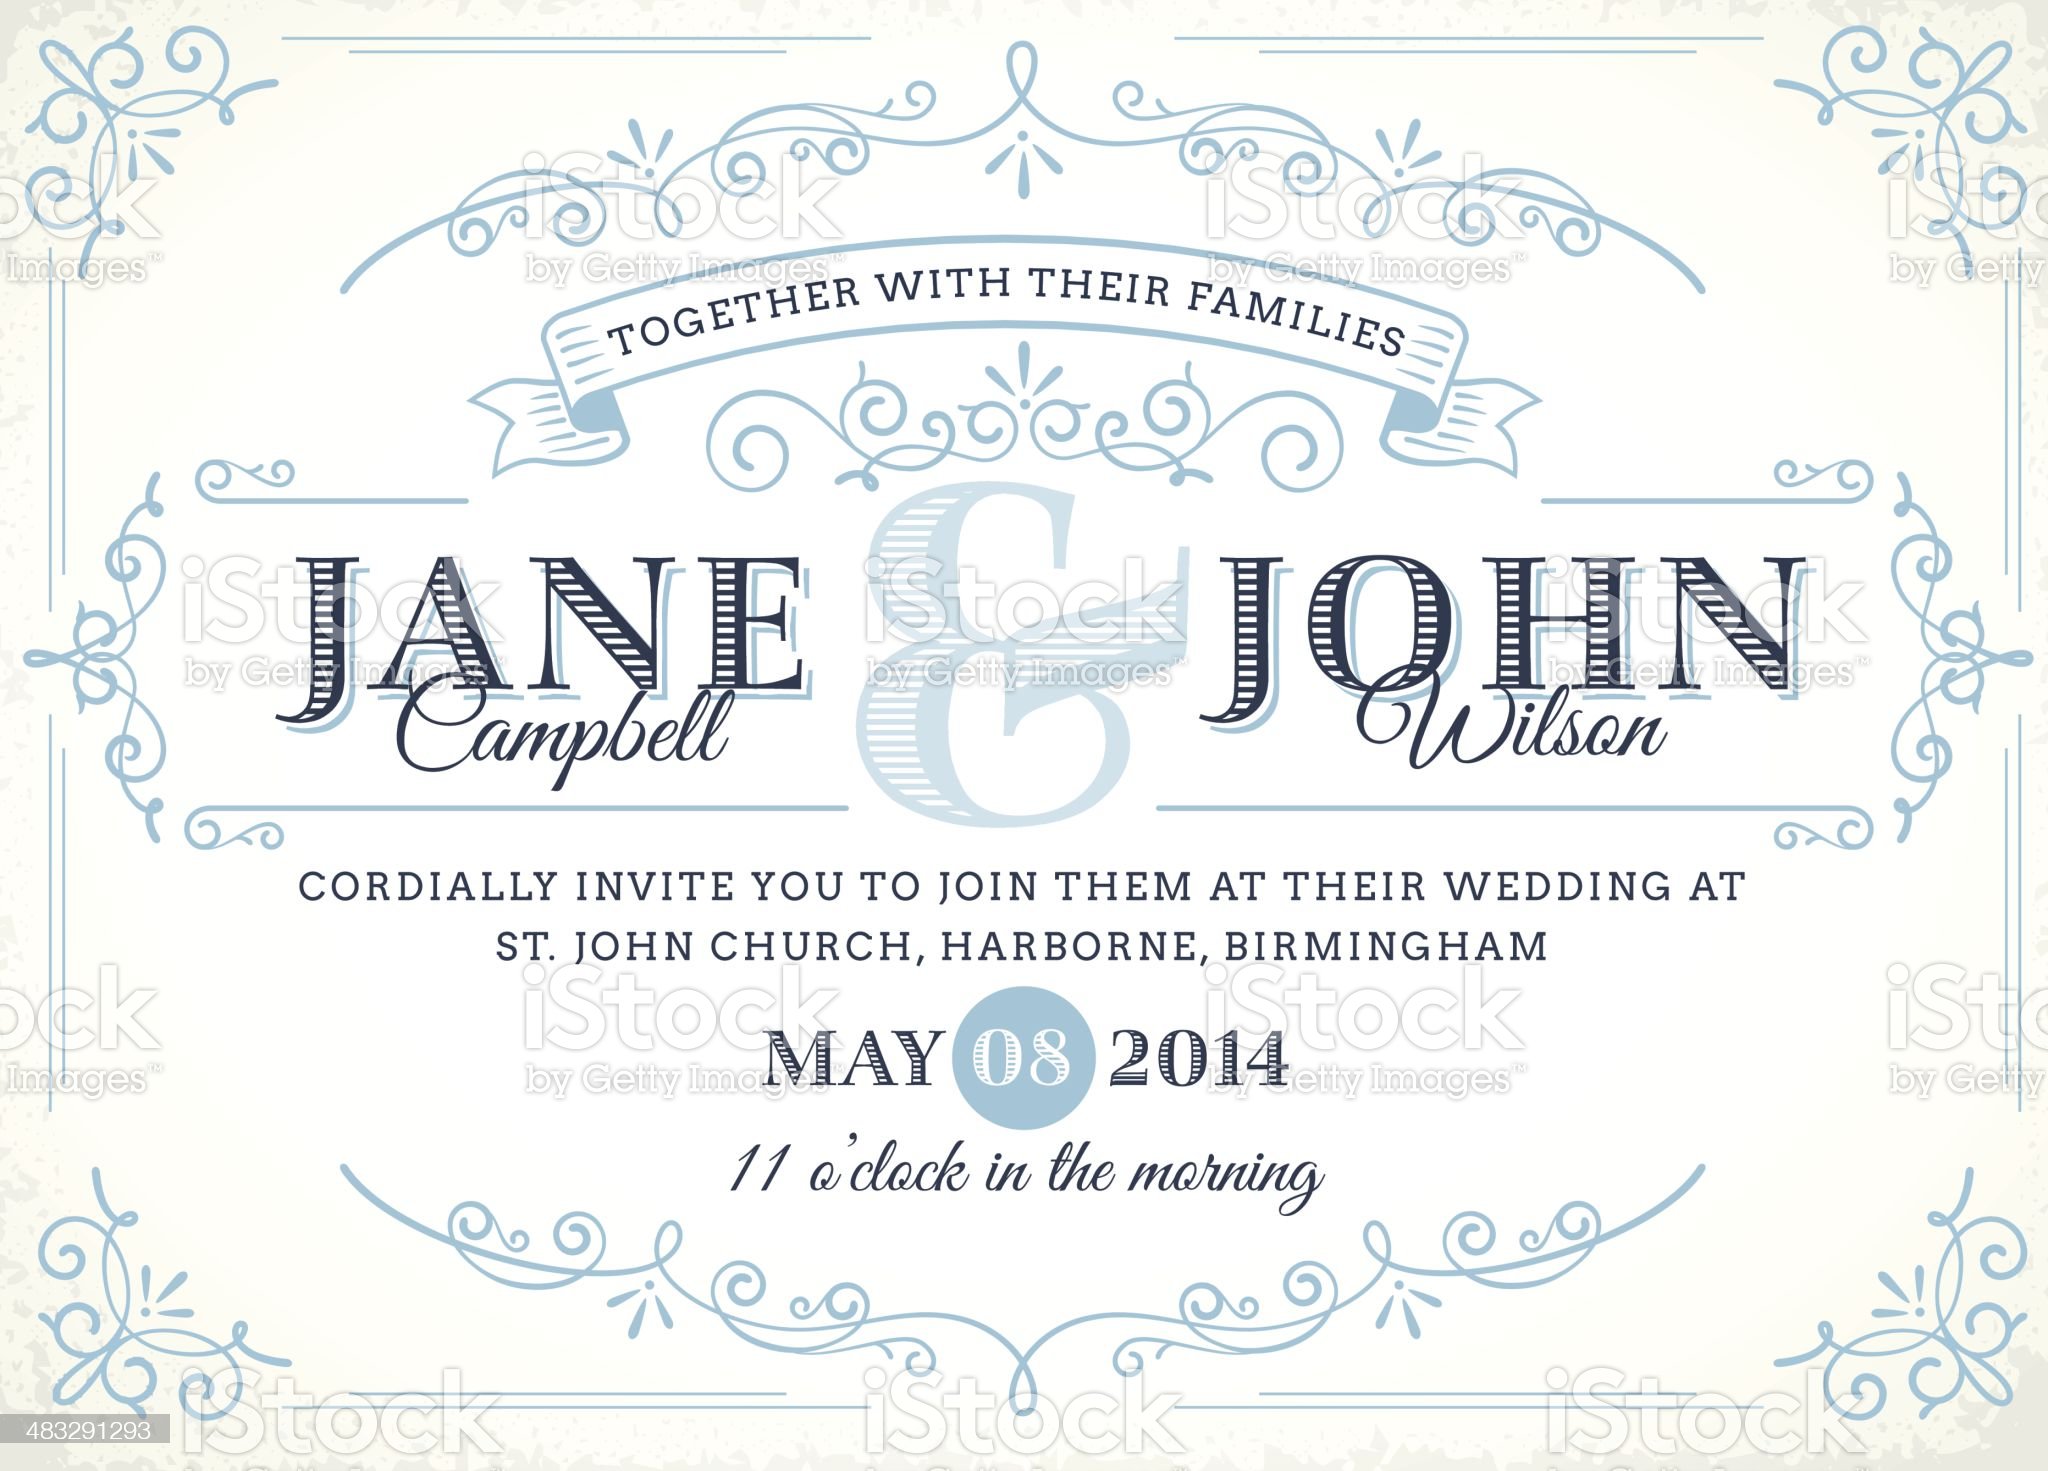 TOGETHER WITH THEIR FAMILIES
JANE & JOHN
Campbell Wilson
CORDIALLY INVITE YOU TO JOIN THEM AT THEIR WEDDING AT
ST. JOHN CHURCH, HARBORNE, BIRMINGHAM
MAY 08 2014
11 o'clock in the morning
iStock
by Getty Images™
483291293